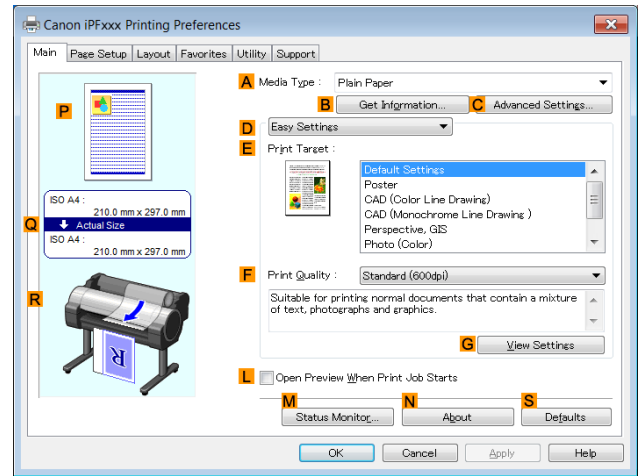 Canon iPFxxx Printing Preferences
Main Page Setup Layout Favorites Utility Support
A Media Type : Plain Paper
B Get Information... C Advanced Settings...
D Easy Settings
E Print Target :
Default Settings
Poster
CAD (Color Line Drawing)
CAD (Monochrome Line Drawing )
Perspective, GIS
Photo (Color)
P
ISO A4 :
210.0 mm x 297.0 mm
Q Actual Size
ISO A4 :
210.0 mm x 297.0 mm
R
R
F Print Quality : Standard (600dpi)
Suitable for printing normal documents that contain a mixture
of text, photographs and graphics.
G View Settings
L Open Preview When Print Job Starts
M N S
Status Monitor... About Defaults
OK Cancel Apply Help